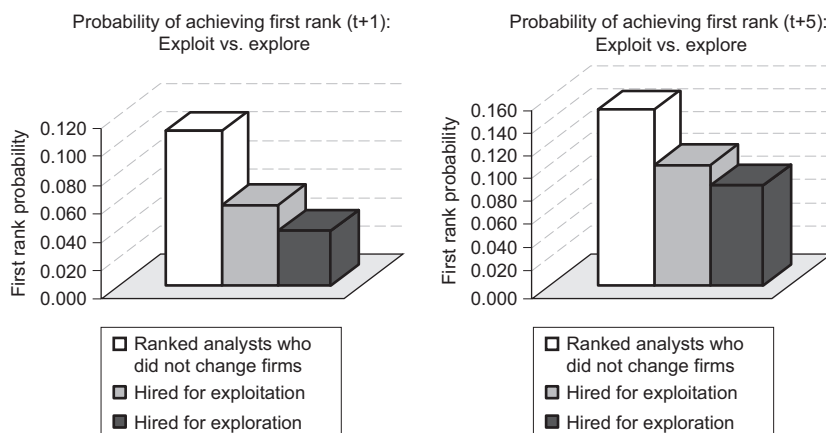 Probability of achieving first rank (t+1):
Exploit vs. explore
First rank probability
0.120
0.100
0.080
0.060
0.040
0.020
0.000
Ranked analysts who
did not change firms
Hired for exploitation
Hired for exploration
Probability of achieving first rank (t+5):
Exploit vs. explore
First rank probability
0.160
0.140
0.120
0.100
0.080
0.060
0.040
0.020
0.000
Ranked analysts who
did not change firms
Hired for exploitation
Hired for exploration